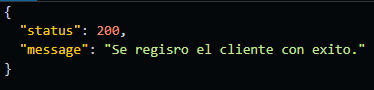 {
"status": 200,
"message": "Se regisro el cliente con exito."
}